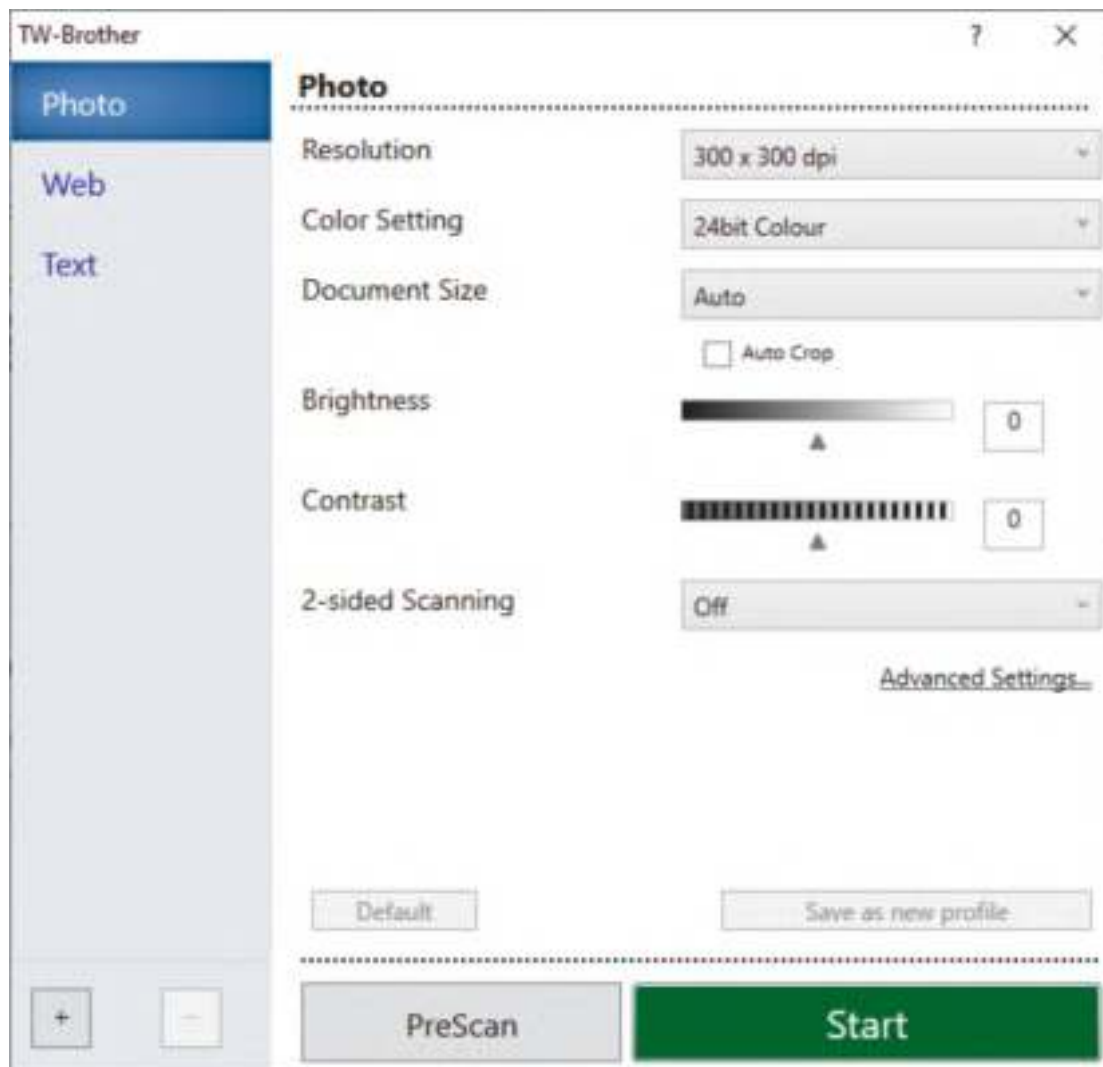 TW-Brother ? ×
Photo
Web
Text
Photo
Resolution 300 x 300 dpi
Color Setting 24bit Colour
Document Size Auto
Auto Crop
Brightness 0
Contrast 0
2-sided Scanning Off
Advanced Settings...
Default Save as new profile
+ -
PreScan Start